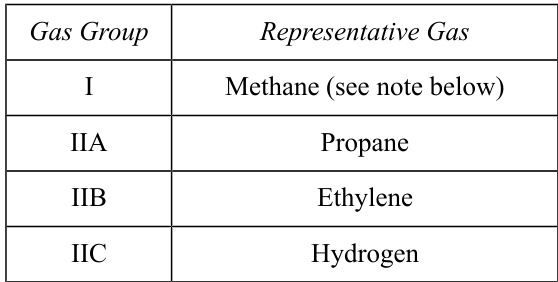 Gas Group Representative Gas
I Methane (see note below)
IIA Propane
IIB Ethylene
IIC Hydrogen